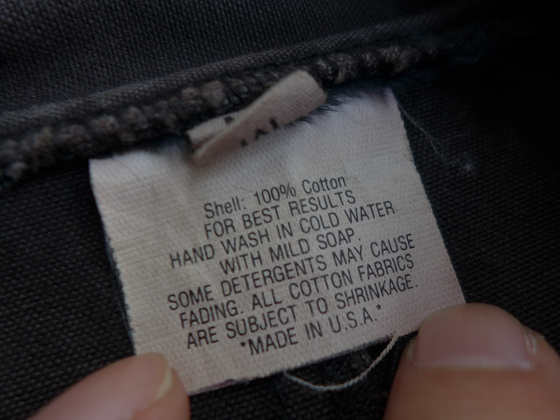 Shell: 100% Cotton
FOR BEST RESULTS
HAND WASH IN COLD WATER
WITH MILD SOAP.
SOME DETERGENTS MAY CAUSE
FADING. ALL COTTON FABRICS
ARE SUBJECT TO SHRINKAGE.
*MADE IN U.S.A.*